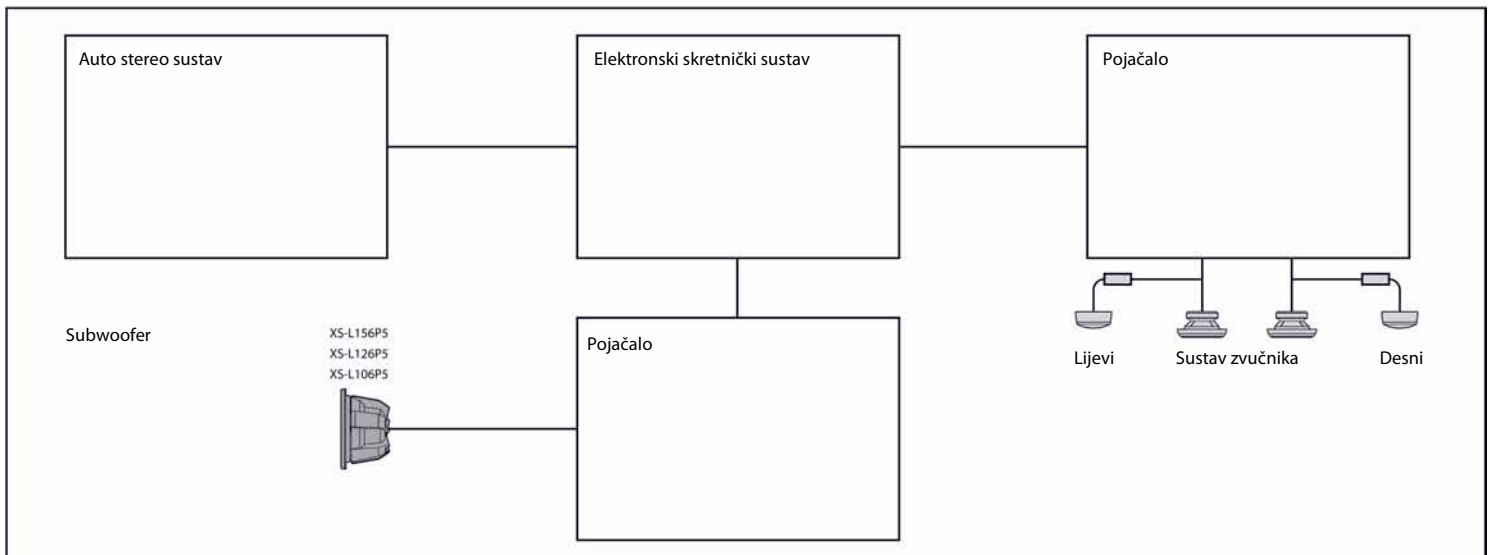 Auto stereo sustav
Elektronski skretnički sustav
Pojačalo
Subwoofer
XS-L156P5
XS-L126P5
XS-L106P5
Pojačalo
Lijevi
Sustav zvučnika
Desni